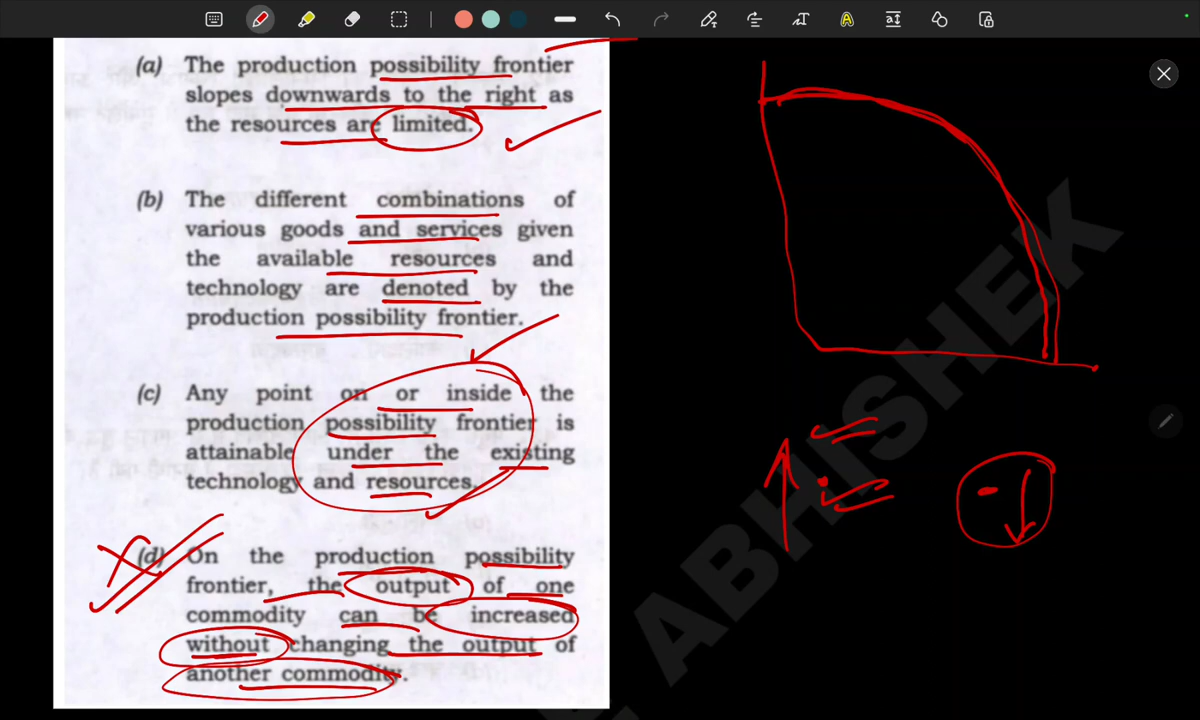 (a) The production possibility frontier
slopes downwards to the right as
the resources are limited.
(b) The different combinations of
various goods and services given
the available resources and
technology are denoted by the
production possibility frontier.
(c) Any point on or inside the
production possibility frontier is
attainable under the existing
technology and resources.
(d) On the production possibility
frontier, the output of one
commodity can be increased
without changing the output of
another commodity.
ABHISHEK